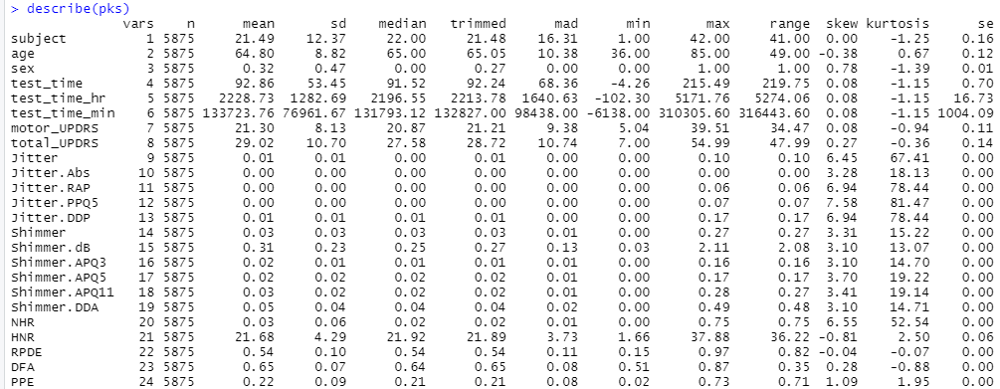 > describe(pks)
vars n mean sd median trimmed mad min max range skew kurtosis se
subject 1 5875 21.49 12.37 22.00 21.48 16.31 1.00 42.00 41.00 0.00 -1.25 0.16
age 2 5875 64.80 8.82 65.00 65.05 10.38 36.00 85.00 49.00 -0.38 0.67 0.12
sex 3 5875 0.32 0.47 0.00 0.27 0.00 0.00 1.00 1.00 0.78 -1.39 0.01
test_time 4 5875 92.86 53.45 91.52 92.24 68.36 -4.26 215.49 219.75 0.08 -1.15 0.70
test_time_hr 5 5875 2228.73 1282.69 2196.55 2213.78 1640.63 -102.30 5171.76 5274.06 0.08 -1.15 16.73
test_time_min 6 5875 133723.76 76961.67 131793.12 132827.00 98438.00 -6138.00 310305.60 316443.60 0.08 -1.15 1004.09
motor_UPDRS 7 5875 21.30 8.13 20.87 21.21 9.38 5.04 39.51 34.47 0.08 -0.94 0.11
total_UPDRS 8 5875 29.02 10.70 27.58 28.72 10.74 7.00 54.99 47.99 0.27 -0.36 0.14
Jitter 9 5875 0.01 0.01 0.00 0.01 0.00 0.00 0.10 0.10 6.45 67.41 0.00
Jitter.Abs 10 5875 0.00 0.00 0.00 0.00 0.00 0.00 0.00 0.00 3.28 18.13 0.00
Jitter.RAP 11 5875 0.00 0.00 0.00 0.00 0.00 0.00 0.06 0.06 6.94 78.44 0.00
Jitter.PPQ5 12 5875 0.00 0.00 0.00 0.00 0.00 0.00 0.07 0.07 7.58 81.47 0.00
Jitter.DDP 13 5875 0.01 0.01 0.01 0.01 0.00 0.00 0.17 0.17 6.94 78.44 0.00
Shimmer 14 5875 0.03 0.03 0.03 0.03 0.01 0.00 0.27 0.27 3.31 15.22 0.00
Shimmer.dB 15 5875 0.31 0.23 0.25 0.27 0.13 0.03 2.11 2.08 3.10 13.07 0.00
Shimmer.APQ3 16 5875 0.02 0.01 0.01 0.01 0.01 0.00 0.16 0.16 3.10 14.70 0.00
Shimmer.APQ5 17 5875 0.02 0.02 0.02 0.02 0.01 0.00 0.17 0.17 3.70 19.22 0.00
Shimmer.APQ11 18 5875 0.03 0.02 0.02 0.02 0.01 0.00 0.28 0.27 3.41 19.14 0.00
Shimmer.DDA 19 5875 0.05 0.04 0.04 0.04 0.02 0.00 0.49 0.48 3.10 14.71 0.00
NHR 20 5875 0.03 0.06 0.02 0.02 0.01 0.00 0.75 0.75 6.55 52.54 0.00
HNR 21 5875 21.68 4.29 21.92 21.89 3.73 1.66 37.88 36.22 -0.81 2.50 0.06
RPDE 22 5875 0.54 0.10 0.54 0.54 0.11 0.15 0.97 0.82 -0.04 -0.07 0.00
DFA 23 5875 0.65 0.07 0.64 0.65 0.08 0.51 0.87 0.35 0.28 -0.88 0.00
PPE 24 5875 0.22 0.09 0.21 0.21 0.08 0.02 0.73 0.71 1.09 1.95 0.00